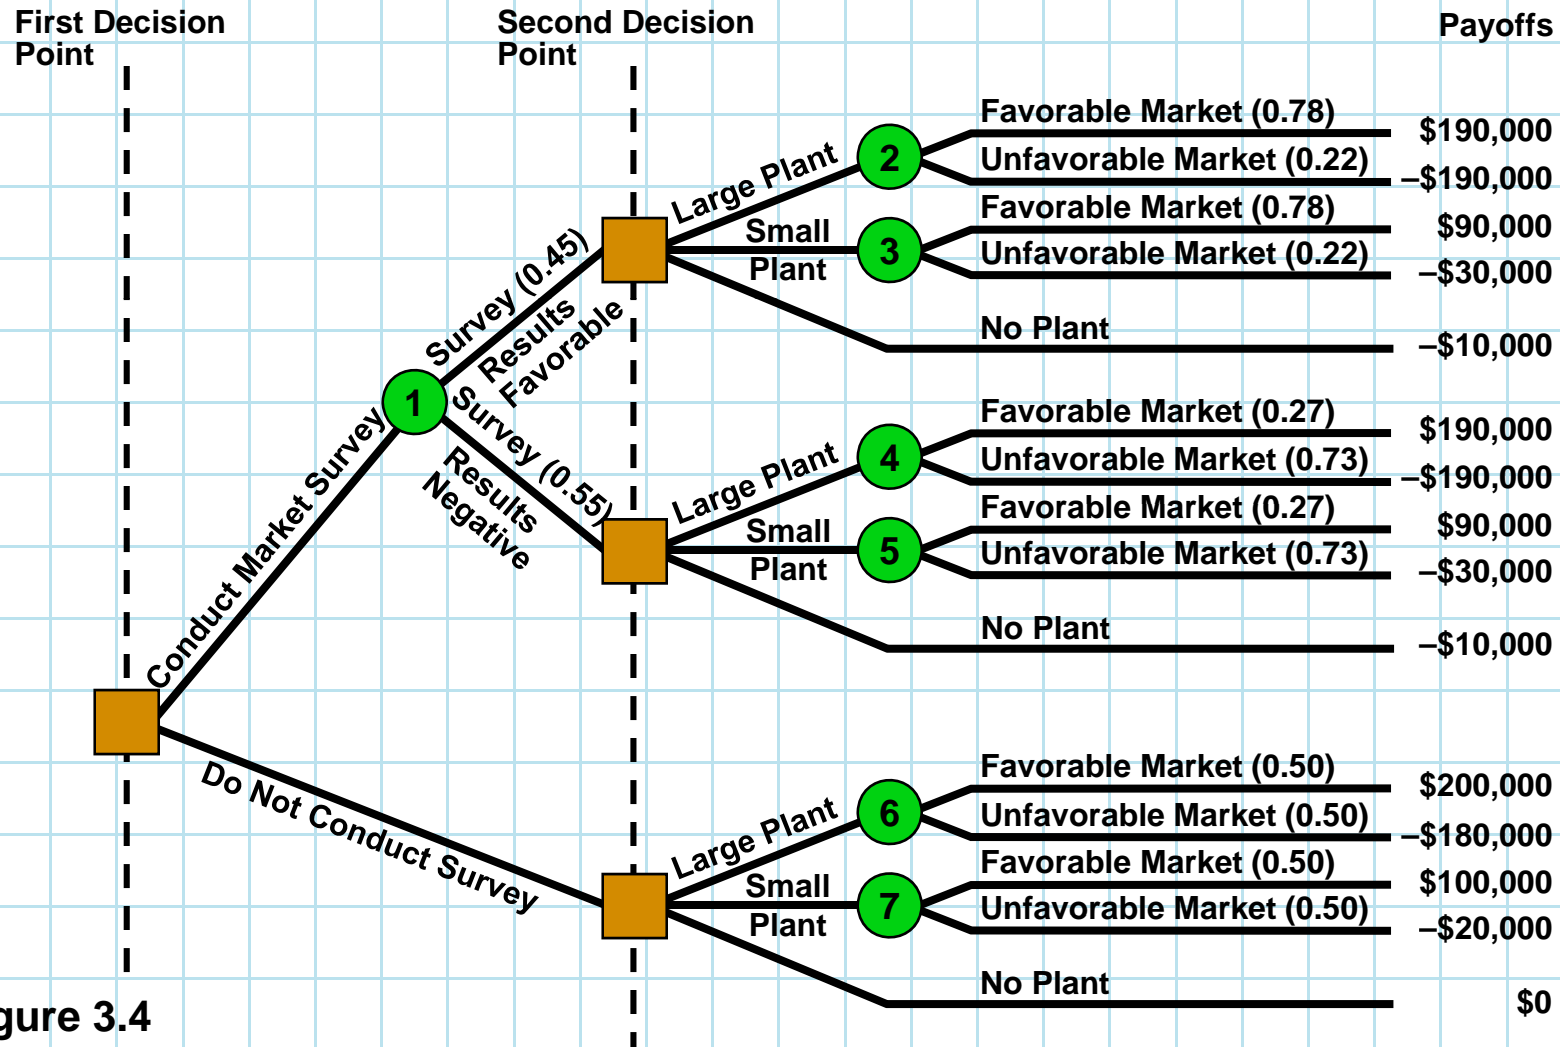 First Decision
Point
Second Decision
Point
Payoffs
Favorable Market (0.78)
$190,000
Large Plant
2
Unfavorable Market (0.22)
–$190,000
Favorable Market (0.78)
$90,000
Small
Plant
3
Unfavorable Market (0.22)
–$30,000
No Plant
–$10,000
Survey (0.45)
Results
Favorable
1
Survey (0.55)
Results
Negative
Conduct Market Survey
Favorable Market (0.27)
$190,000
Large Plant
4
Unfavorable Market (0.73)
–$190,000
Favorable Market (0.27)
$90,000
Small
Plant
5
Unfavorable Market (0.73)
–$30,000
No Plant
–$10,000
Do Not Conduct Survey
Favorable Market (0.50)
$200,000
Large Plant
6
Unfavorable Market (0.50)
–$180,000
Favorable Market (0.50)
$100,000
Small
Plant
7
Unfavorable Market (0.50)
–$20,000
No Plant
$0
gure 3.4